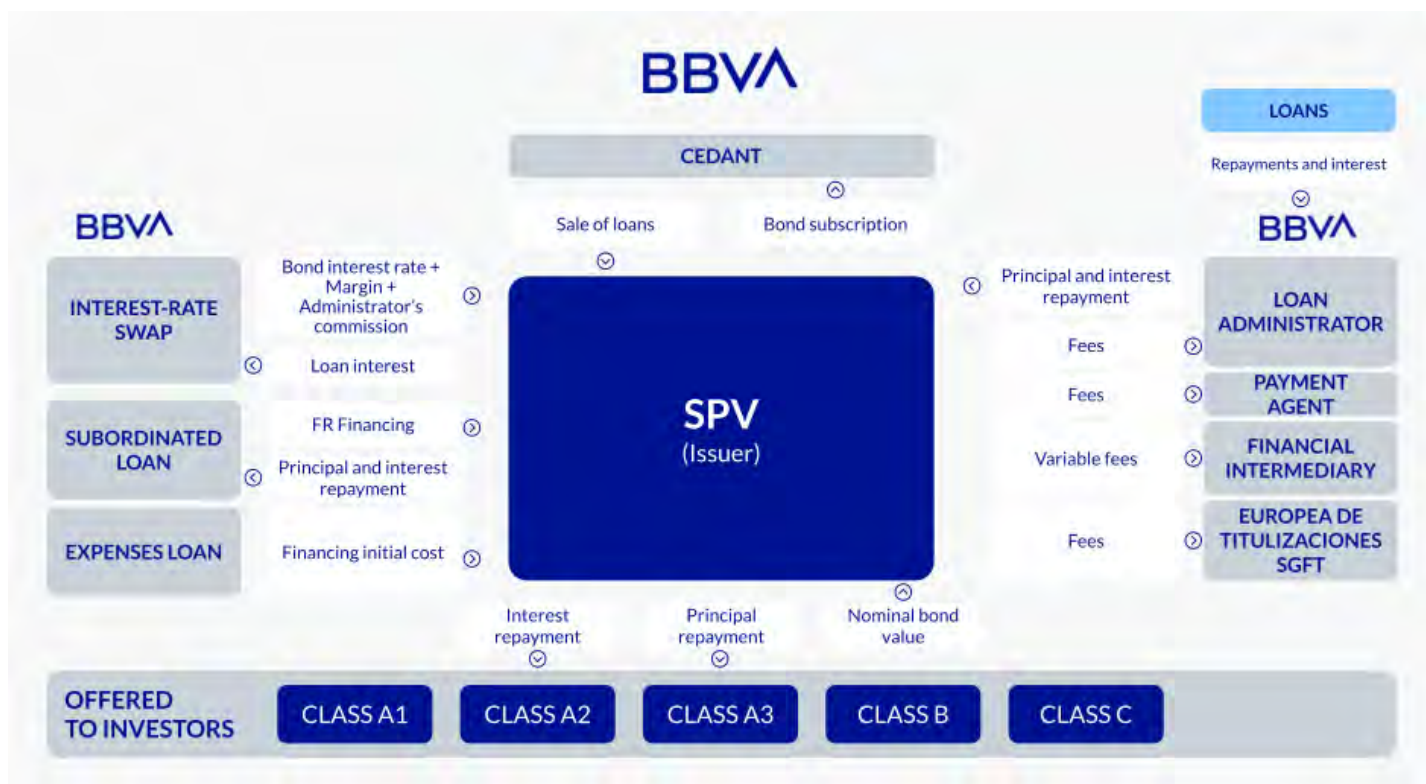 BBVA
CEDANT
Sale of loans
Bond subscription
LOANS
Repayments and interest
BBVA
INTEREST-RATE
SWAP
Bond interest rate +
Margin +
Administrator's
commission
Loan interest
SUBORDINATED
LOAN
FR Financing
Principal and interest
repayment
EXPENSES LOAN
Financing initial cost
SPV
(Issuer)
BBVA
Principal and interest
repayment
LOAN
ADMINISTRATOR
Fees
Fees
PAYMENT
AGENT
Variable fees
FINANCIAL
INTERMEDIARY
Fees
EUROPEA DE
TITULIZACIONES
SGFT
Interest
repayment
Principal
repayment
Nominal bond
value
OFFERED
TO INVESTORS
CLASS A1
CLASS A2
CLASS A3
CLASS B
CLASS C